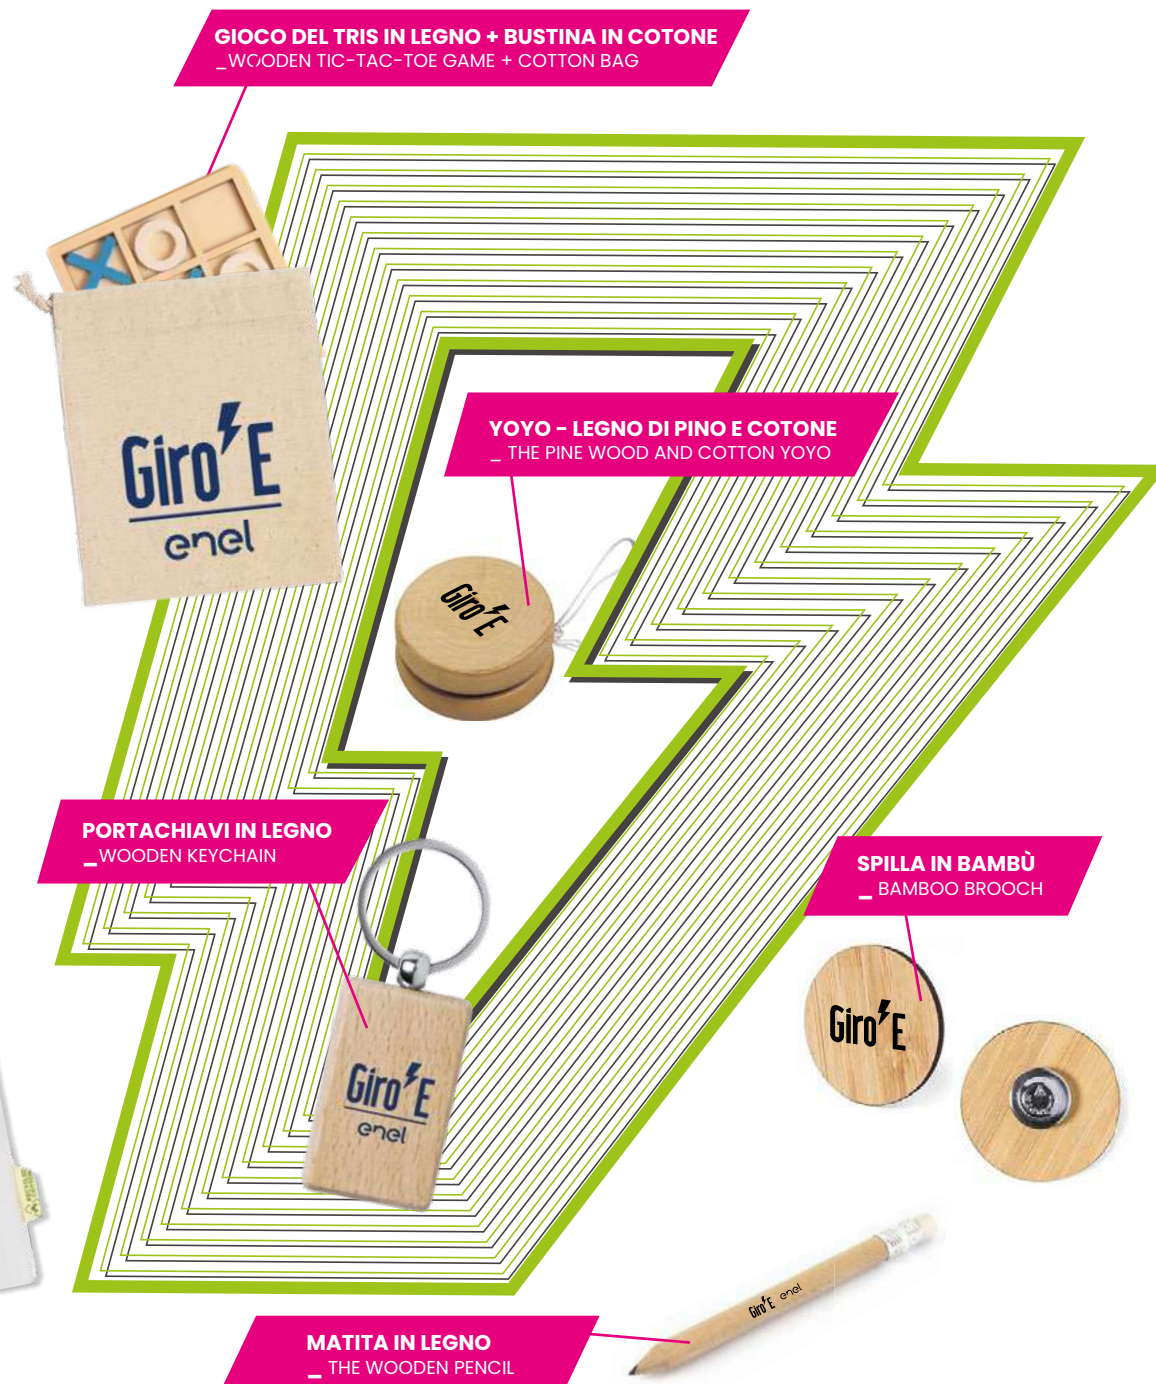 GIOCO DEL TRIS IN LEGNO + BUSTINA IN COTONE
_WOODEN TIC-TAC-TOE GAME + COTTON BAG
Giro'E
enel
YOYO - LEGNO DI PINO E COTONE
_ THE PINE WOOD AND COTTON YOYO
Giro'E
PORTACHIAVI IN LEGNO
_WOODEN KEYCHAIN
SPILLA IN BAMBÙ
_ BAMBOO BROOCH
Giro'E
Giro'E
enel
Giro'E enel
MATITA IN LEGNO
_ THE WOODEN PENCIL